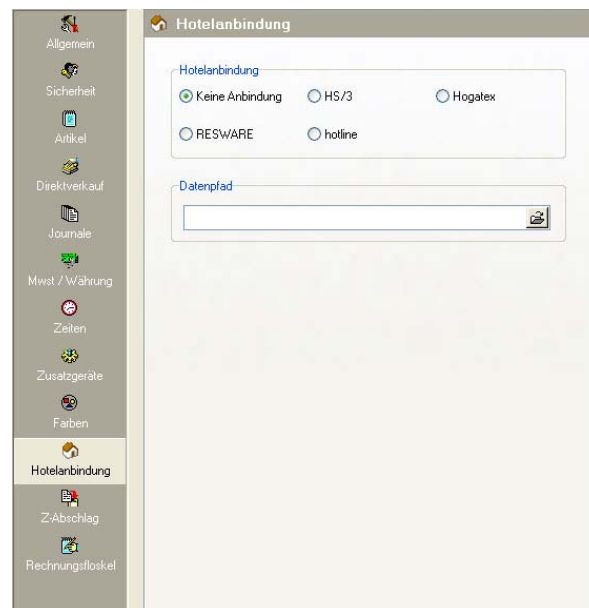 Allgemein
Sicherheit
Artikel
Direktverkauf
Journale
Mwst / Währung
Zeiten
Zusatzgeräte
Farben
Hotelanbindung
Z-Abschlag
Rechnungsfloskel
Hotelanbindung
Hotelanbindung
Keine Anbindung HS/3 Hogatex
RESWARE hotline
Datenpfad